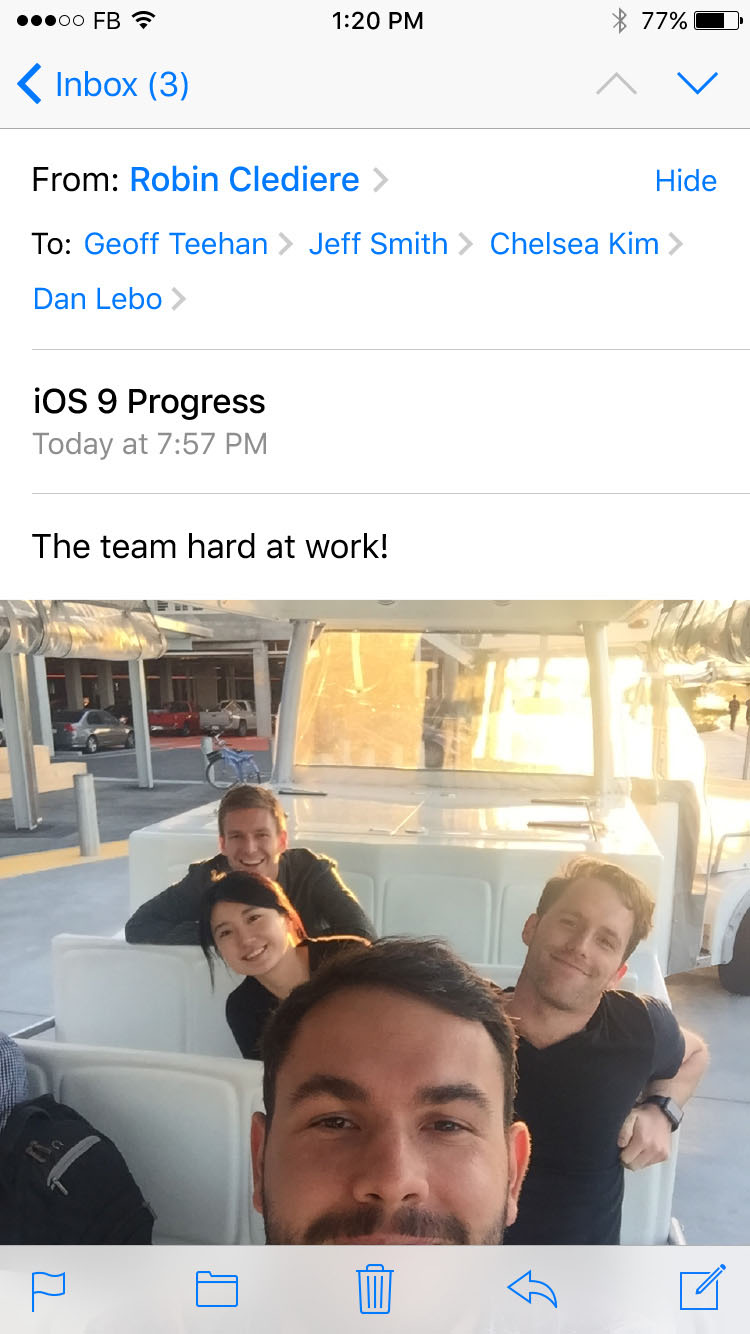 FB 1:20 PM 77%
Inbox (3)
From: Robin Clediere Hide
To: Geoff Teehan Jeff Smith Chelsea Kim
Dan Lebo
iOS 9 Progress
Today at 7:57 PM
The team hard at work!